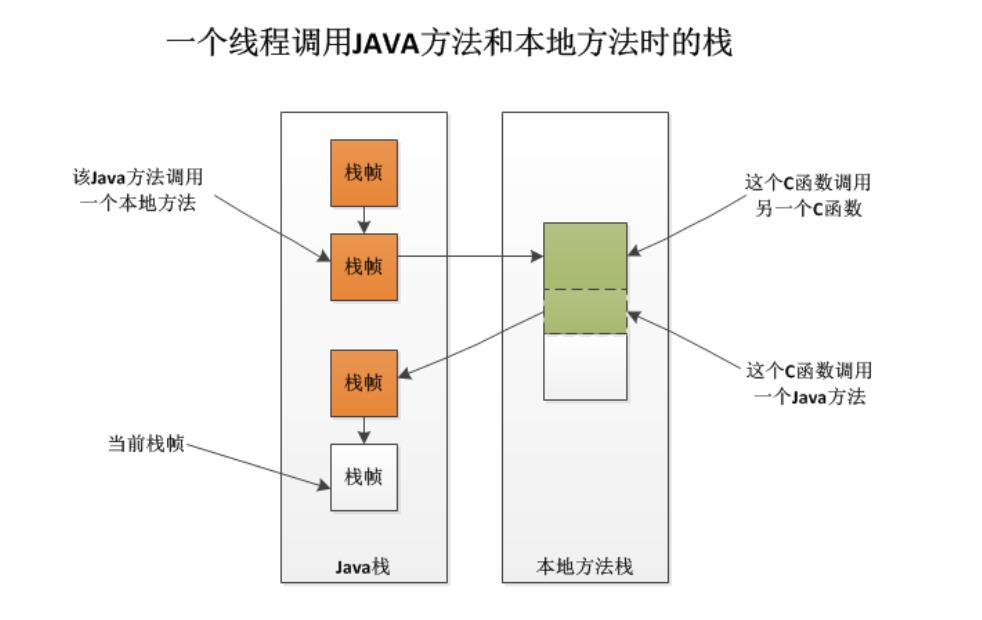 一个线程调用JAVA方法和本地方法时的栈
该Java方法调用
一个本地方法
栈帧
栈帧
栈帧
当前栈帧
栈帧
Java栈
这个C函数调用
另一个C函数
这个C函数调用
一个Java方法
本地方法栈